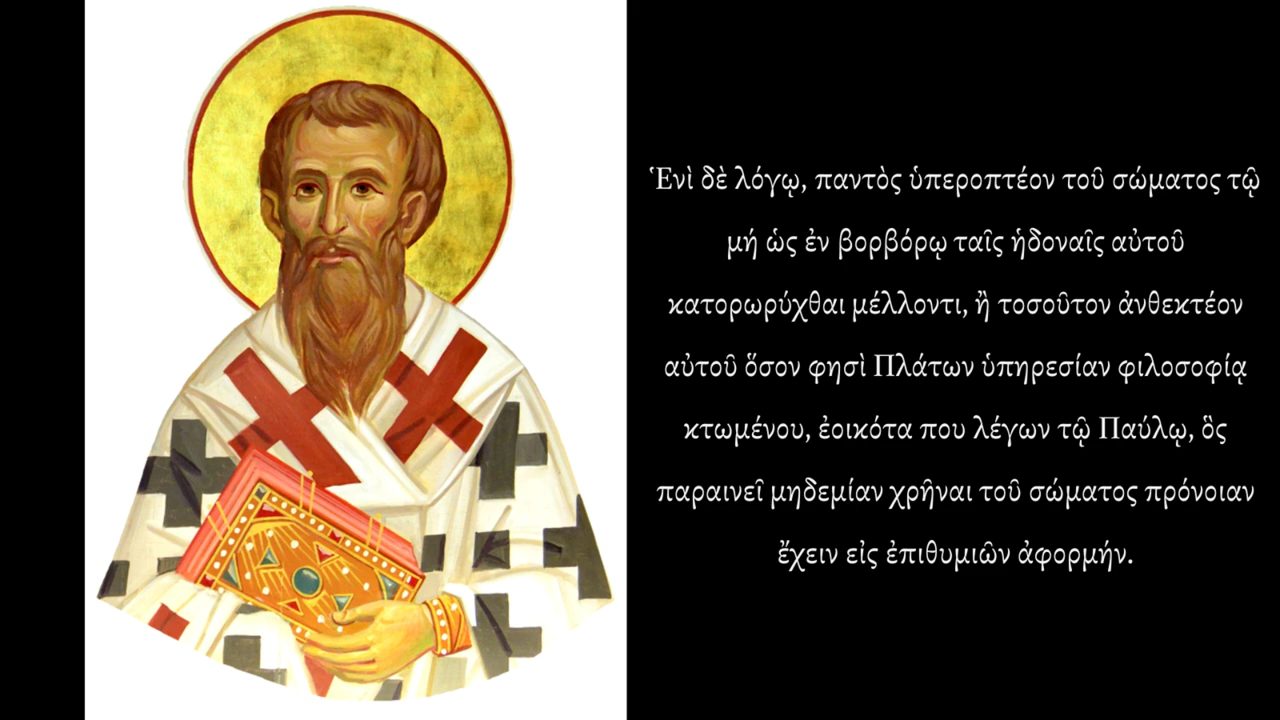 Ἑνὶ δὲ λόγῳ, παντὸς ὑπεροπτέον τοῦ σώματος τῷ
μή ὡς ἐν βορβόρῳ ταῖς ἡδοναῖς αὐτοῦ
κατορωρύχθαι μέλλοντι, ἢ τοσοῦτον ἀνθεκτέον
αὐτοῦ ὅσον φησὶ Πλάτων ὑπηρεσίαν φιλοσοφίᾳ
κτωμένου, ἐοικότα που λέγων τῷ Παύλῳ, ὃς
παραινεῖ μηδεμίαν χρῆναι τοῦ σώματος πρόνοιαν
ἔχειν εἰς ἐπιθυμιῶν ἀφορμήν.